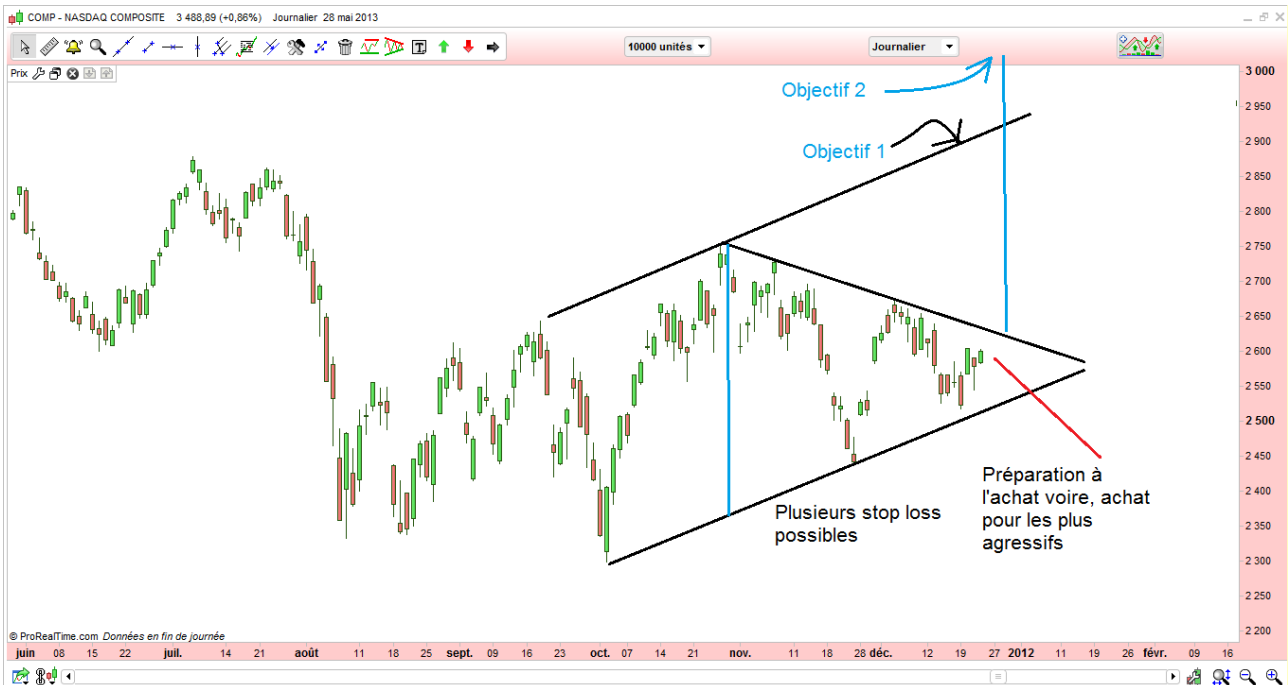 COMP - NASDAQ COMPOSITE 3 488,89 (+0,86%) Journalier 28 mai 2013
10000 unités Journalier
Prix
3 000
Objectif 2
2 950
2 900
Objectif 1
2 850
2 800
2 750
2 700
2 650
2 600
2 550
2 500
2 450
Préparation à
l'achat voire, achat
pour les plus
agressifs
2 400
Plusieurs stop loss
possibles
2 350
2 300
2 250
2 200
© ProRealTime.com Données en fin de journée
juin 08 15 22 juil. 14 21 août 11 18 25 sept. 09 16 23 oct. 07 14 21 nov. 11 18 28 déc. 12 19 27 2012 11 19 26 févr. 09 16